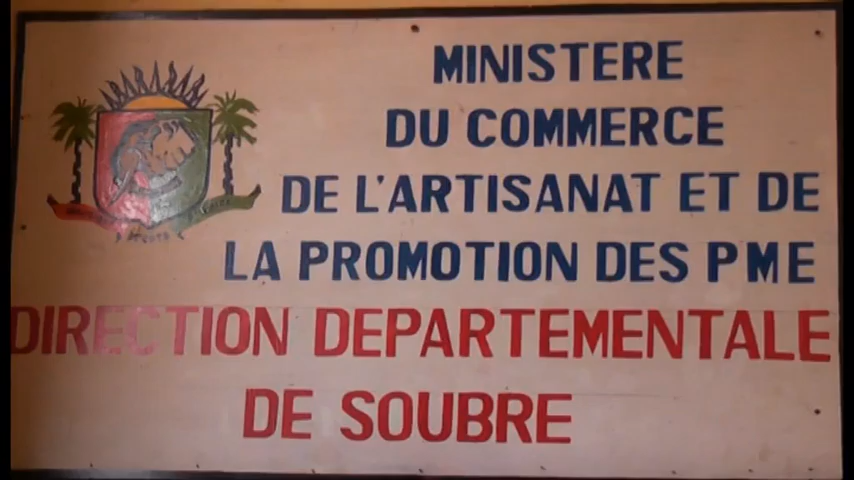 MINISTERE
DU COMMERCE
DE L'ARTISANAT ET DE
LA PROMOTION DES PME
DIRECTION DEPARTEMENTALE
DE SOUBRE